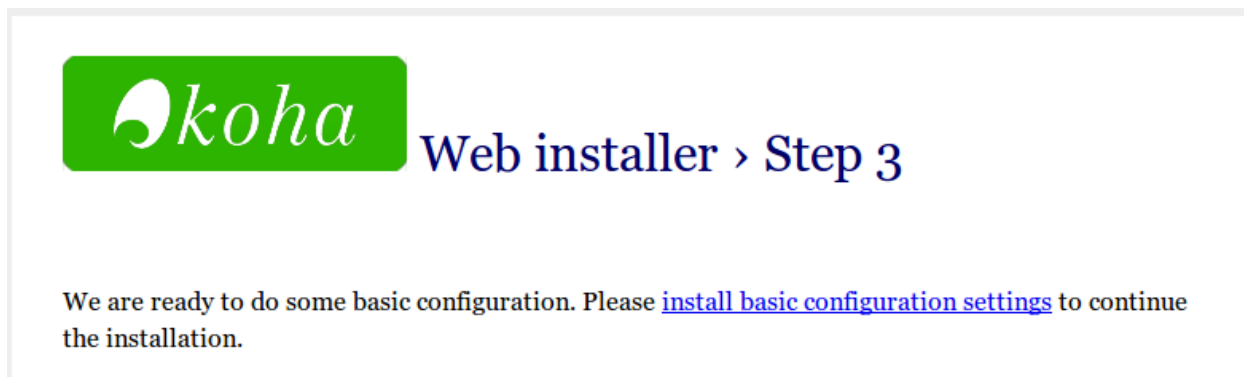 koha
Web installer › Step 3
We are ready to do some basic configuration. Please install basic configuration settings to continue
the installation.